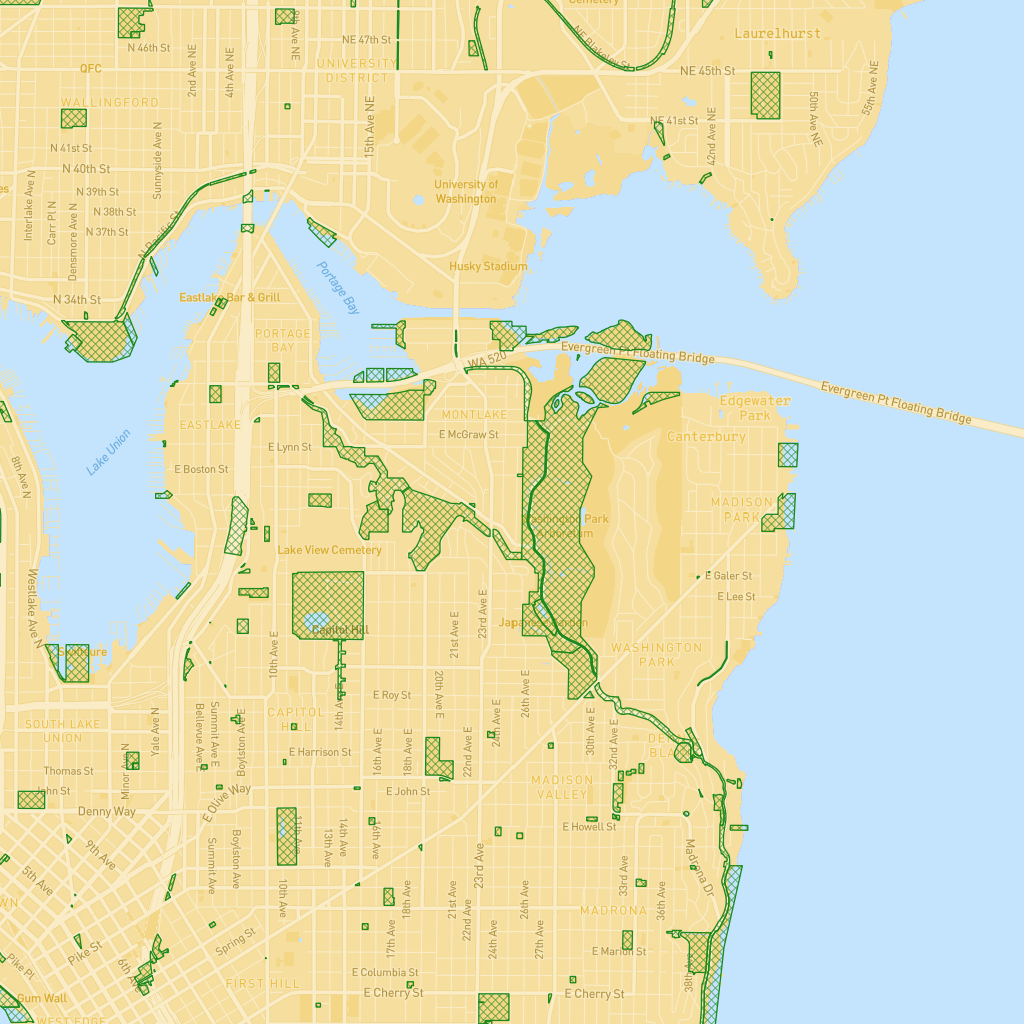 Cemetery
Laurelhurst
N 46th St
NE 47th St
8th Ave NE
NE Blakeley St
QFC
2nd Ave NE
4th Ave NE
UNIVERSITY
DISTRICT
NE 45th St
55th Ave NE
WALLINGFORD
15th Ave NE
50th Ave NE
NE 41st St
42nd Ave NE
N 41st St
Sunnyside Ave N
N 40th St
Interlake Ave N
Carr Pl N
Densmore Ave N
N 39th St
N 38th St
N 37th St
N Pacific St
University of
Washington
Husky Stadium
Portage Bay
N 34th St
Eastlake Bar & Grill
PORTAGE
BAY
WA 520
Evergreen Pt Floating Bridge
Evergreen Pt Floating Bridge
Edgewater
Park
MONTLAKE
EASTLAKE
E McGraw St
Canterbury
E Lynn St
Lake Union
8th Ave N
E Boston St
MADISON
PARK
Washington Park
Arboretum
Lake View Cemetery
E Galer St
E Lee St
Westlake Ave N
23rd Ave E
21st Ave E
Capitol Hill
Japanese Garden
10th Ave E
WASHINGTON
PARK
E Roy St
20th Ave E
26th Ave E
14th Ave E
24th Ave E
SOUTH LAKE
UNION
Yale Ave N
Summit Ave E
Bellevue Ave E
Boylston Ave E
CAPITOL
HILL
16th Ave E
18th Ave E
22nd Ave E
30th Ave E
32nd Ave E
E Harrison St
Minor Ave N
Thomas St
John St
Denny Way
E Olive Way
E John St
MADISON
VALLEY
E Howell St
9th Ave
5th Ave
Summit Ave
Boylston Ave
11th Ave
13th Ave
14th Ave
16th Ave
23rd Ave
Madrona Dr
10th Ave
18th Ave
21st Ave
22nd Ave
26th Ave
33rd Ave
36th Ave
MADRONA
17th Ave
24th Ave
27th Ave
E Marion St
Spring St
Pike St
Pike Pl
6th Ave
FIRST HILL
E Columbia St
E Cherry St
E Cherry St
38th Ave
Gum Wall
WEST EDGE